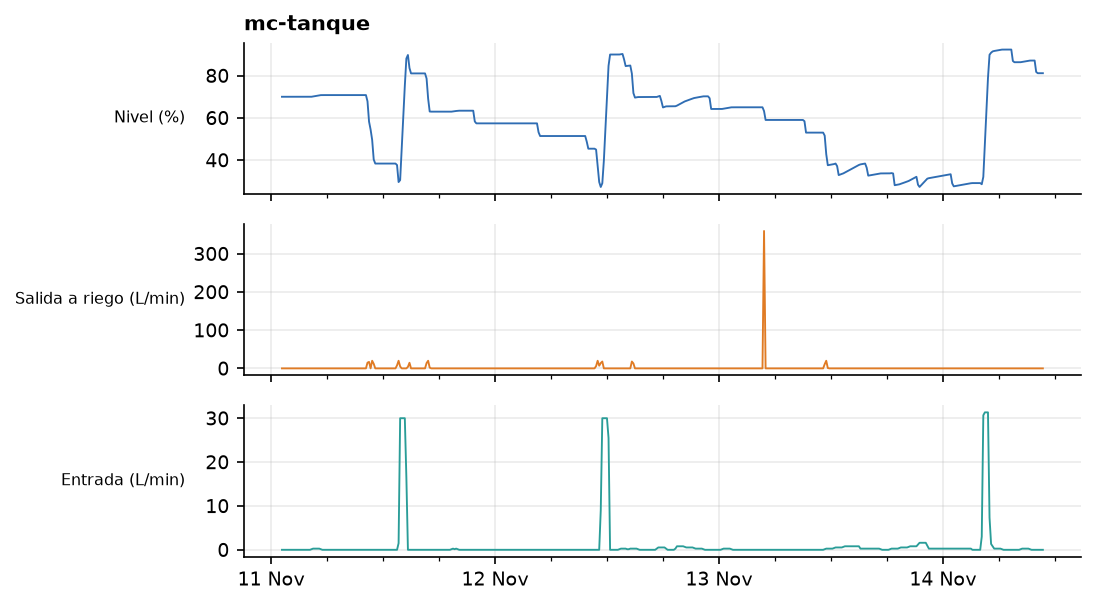 mc-tanque
Nivel (%)
80
60
40
Salida a riego (L/min)
300
200
100
0
Entrada (L/min)
30
20
10
0
11 Nov
12 Nov
13 Nov
14 Nov